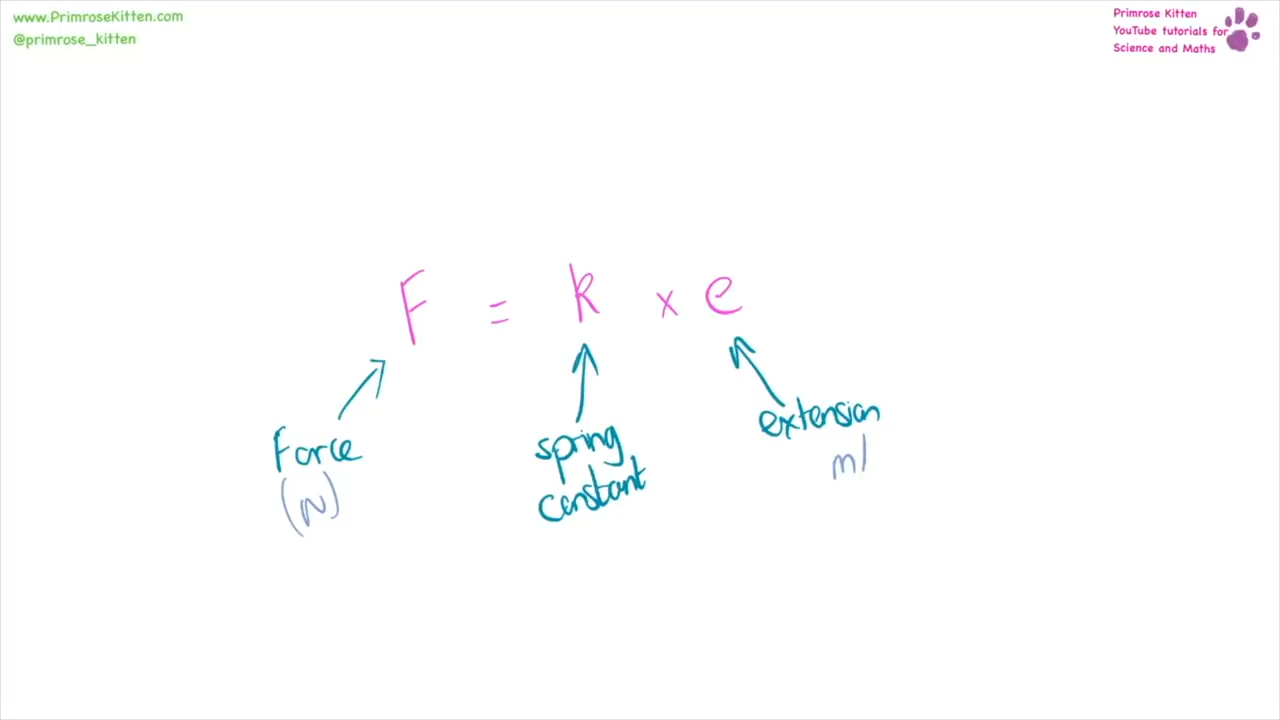 www.PrimroseKitten.com
@primrose_kitten
Primrose Kitten
YouTube tutorials for
Science and Maths
F = k x e
Force
(N)
spring
constant
extension
m/